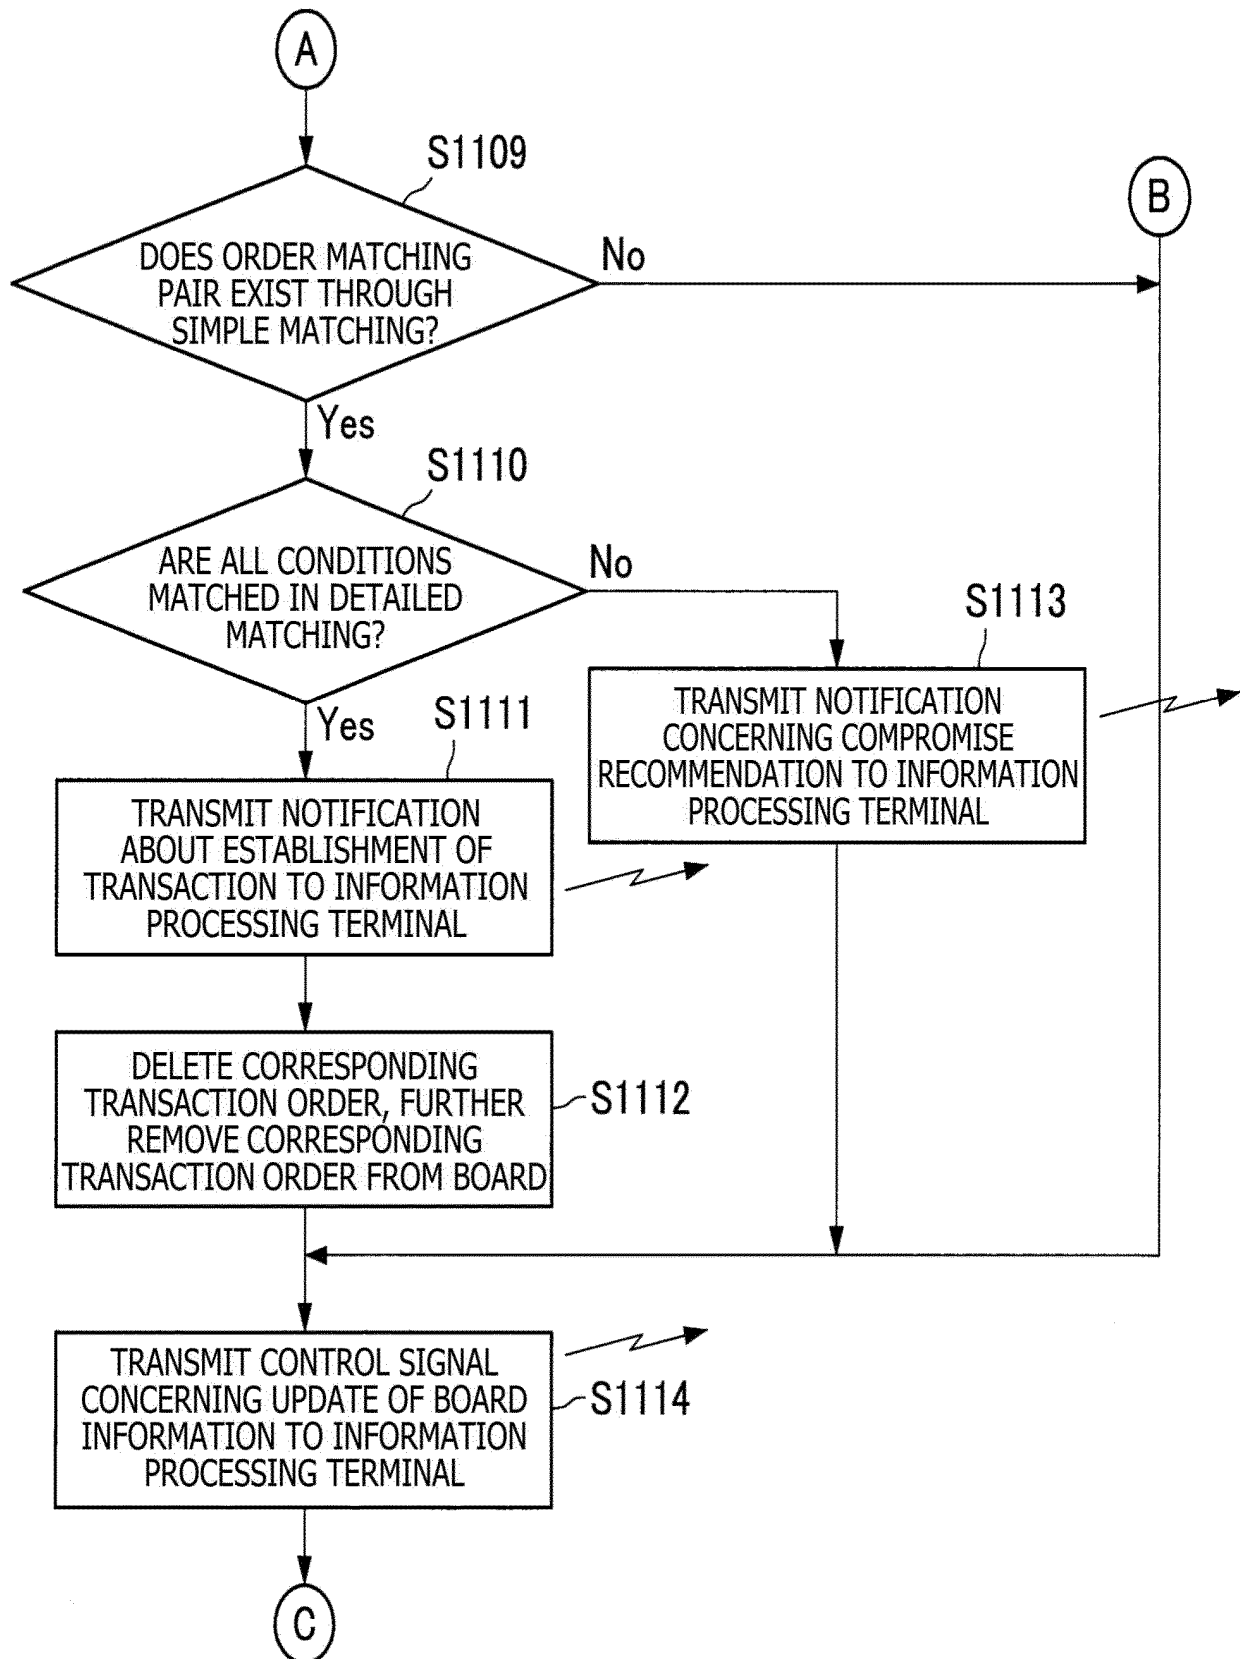 A
S1109
B
DOES ORDER MATCHING
PAIR EXIST THROUGH
SIMPLE MATCHING?
No
Yes
S1110
ARE ALL CONDITIONS
MATCHED IN DETAILED
MATCHING?
No
S1113
Yes
S1111
TRANSMIT NOTIFICATION
CONCERNING COMPROMISE
RECOMMENDATION TO INFORMATION
PROCESSING TERMINAL
TRANSMIT NOTIFICATION
ABOUT ESTABLISHMENT OF
TRANSACTION TO INFORMATION
PROCESSING TERMINAL
DELETE CORRESPONDING
TRANSACTION ORDER, FURTHER
REMOVE CORRESPONDING
TRANSACTION ORDER FROM BOARD
S1112
TRANSMIT CONTROL SIGNAL
CONCERNING UPDATE OF BOARD
INFORMATION TO INFORMATION
PROCESSING TERMINAL
S1114
C